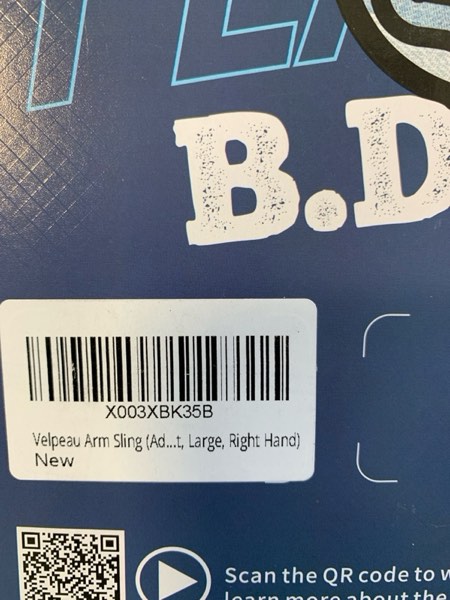 B.D
X003XBK35B
Velpeau Arm Sling (Ad...t, Large, Right Hand)
New
Scan the QR code to
learn more about the